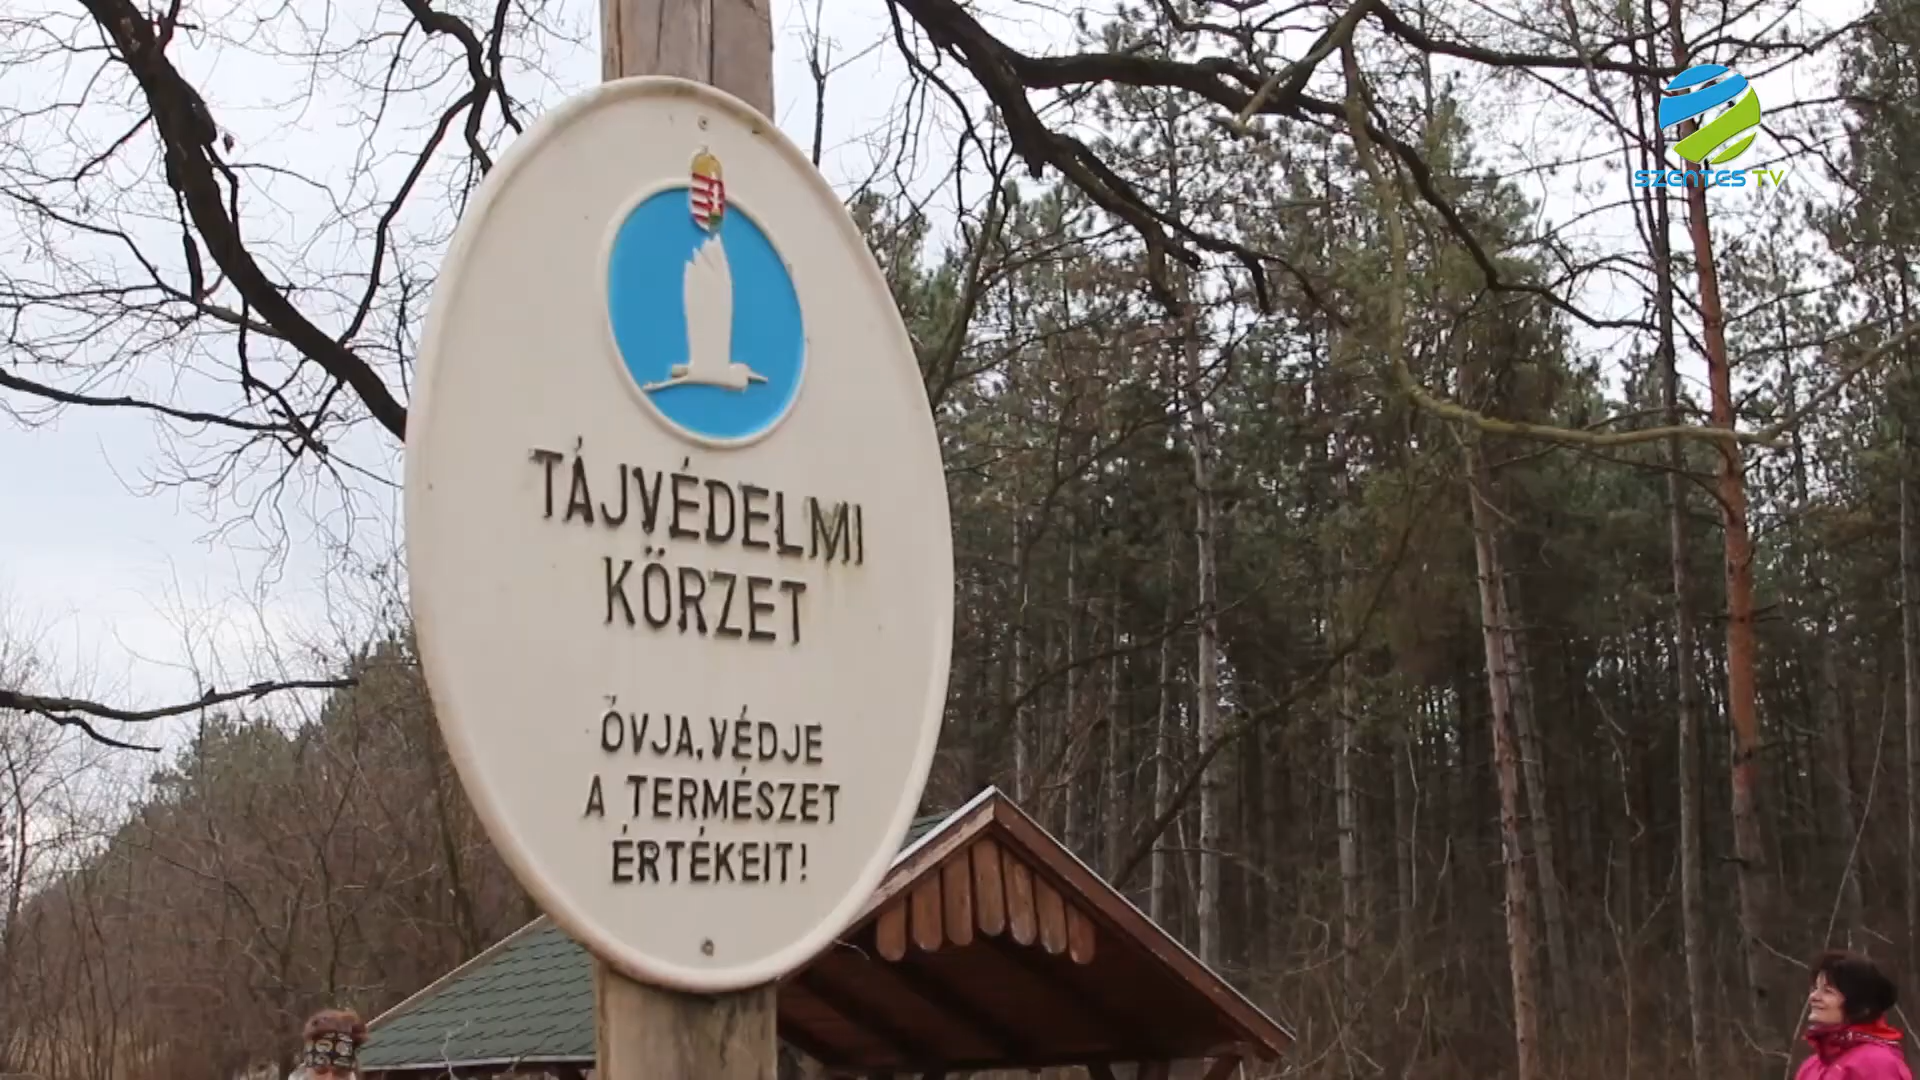 SZENTES TV
TÁJVÉDELMI
KÖRZET
ÓVJA, VÉDJE
A TERMÉSZET
ÉRTÉKEIT!